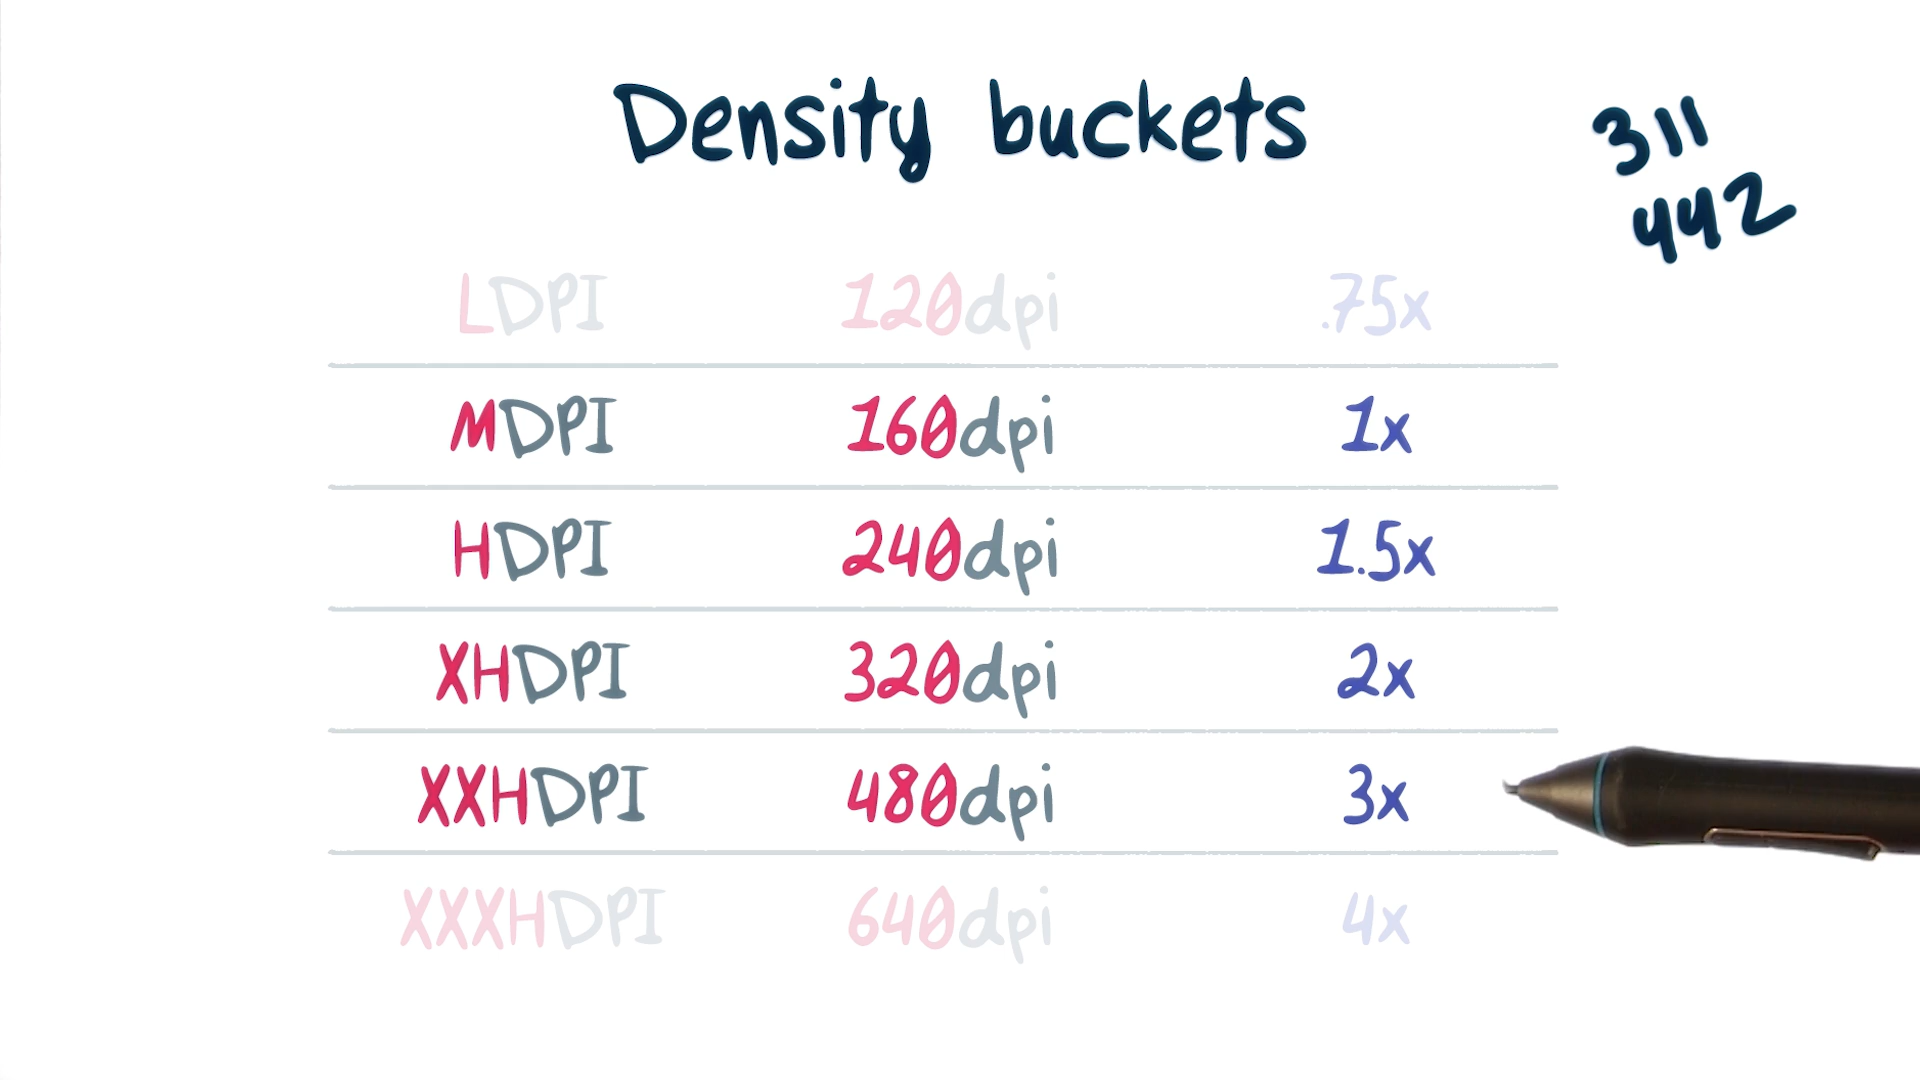 Density buckets
311
442
LDPI 120dpi .75x
MDPI 160dpi 1x
HDPI 240dpi 1.5x
XHDPI 320dpi 2x
XXHDPI 480dpi 3x
XXXHDPI 640dpi 4x